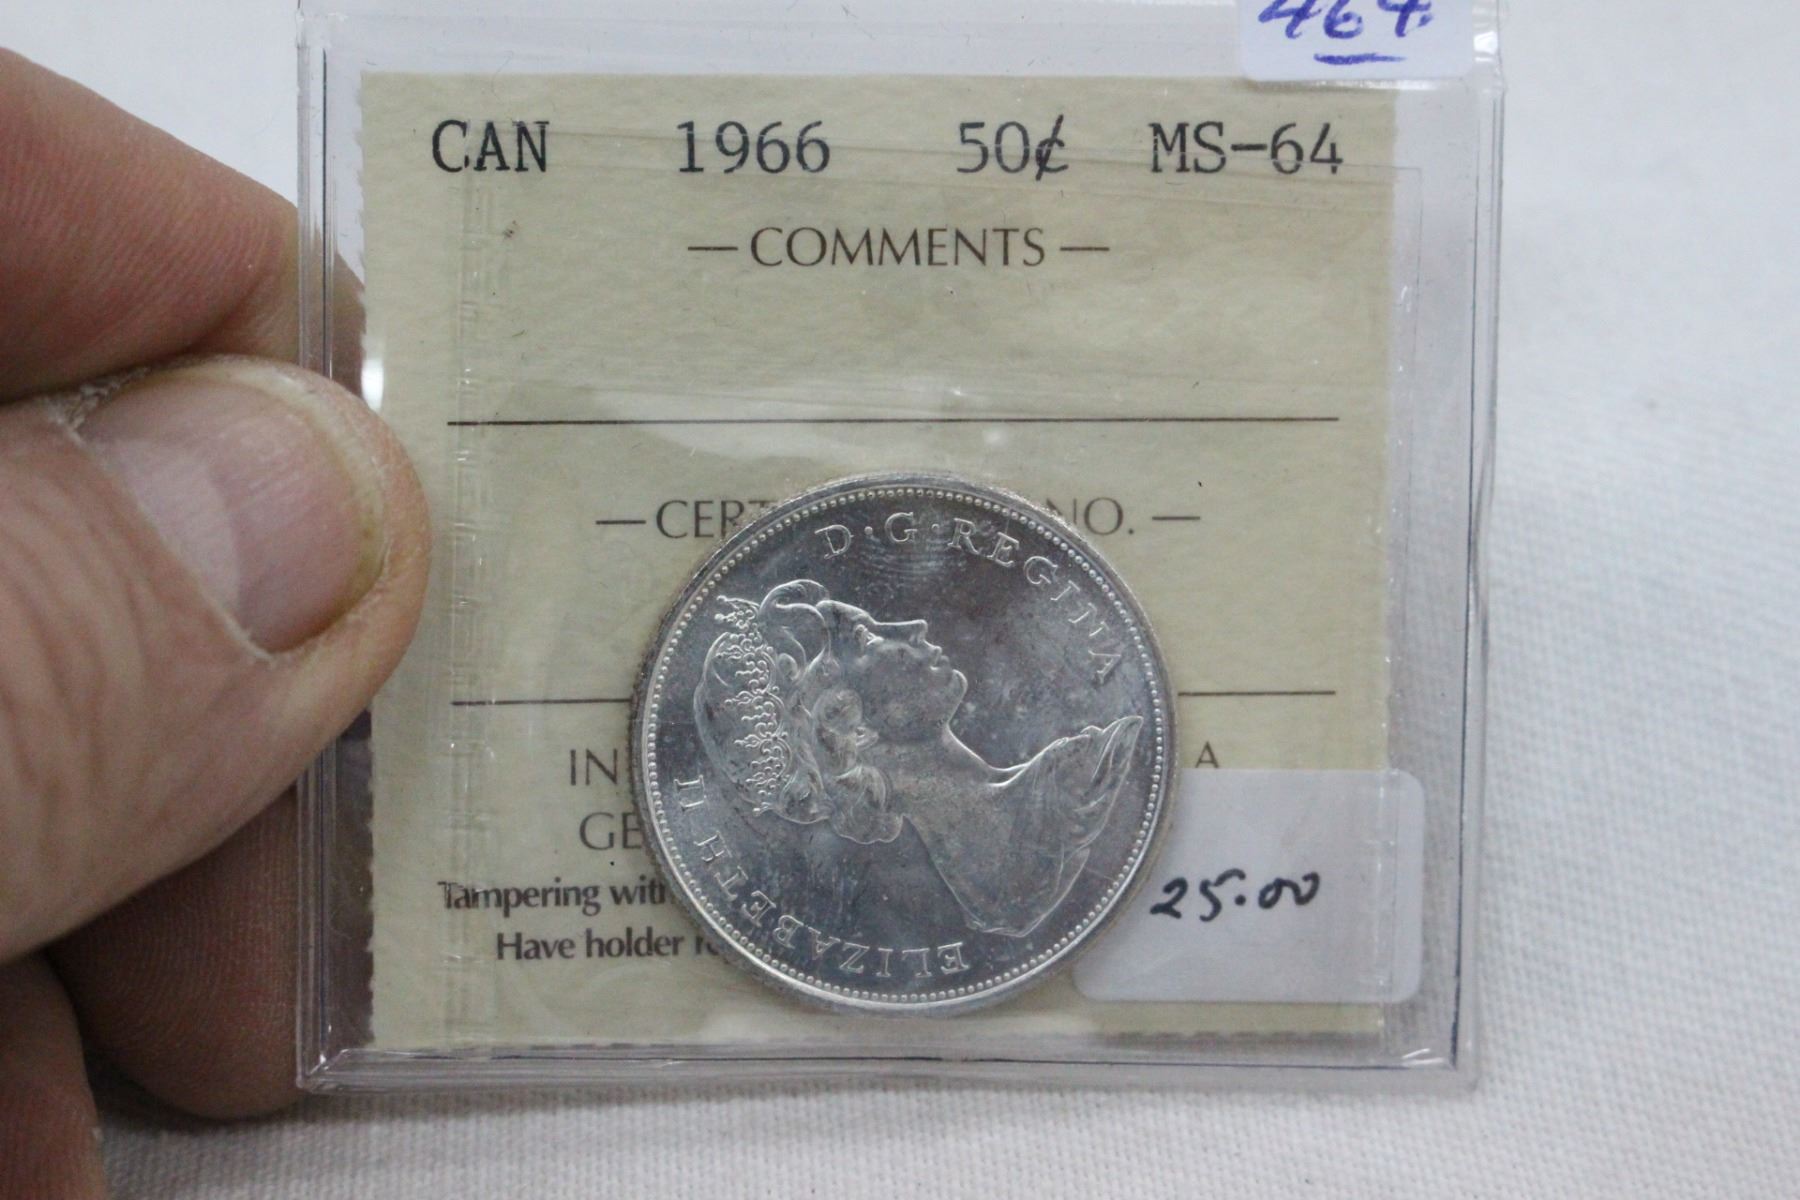 464
CAN 1966 50¢ MS-64
— COMMENTS —
— CER NO. —
D·G·REGINA
ELIZABETH II
IN A
GE
25.00
Tampering with
Have holder r